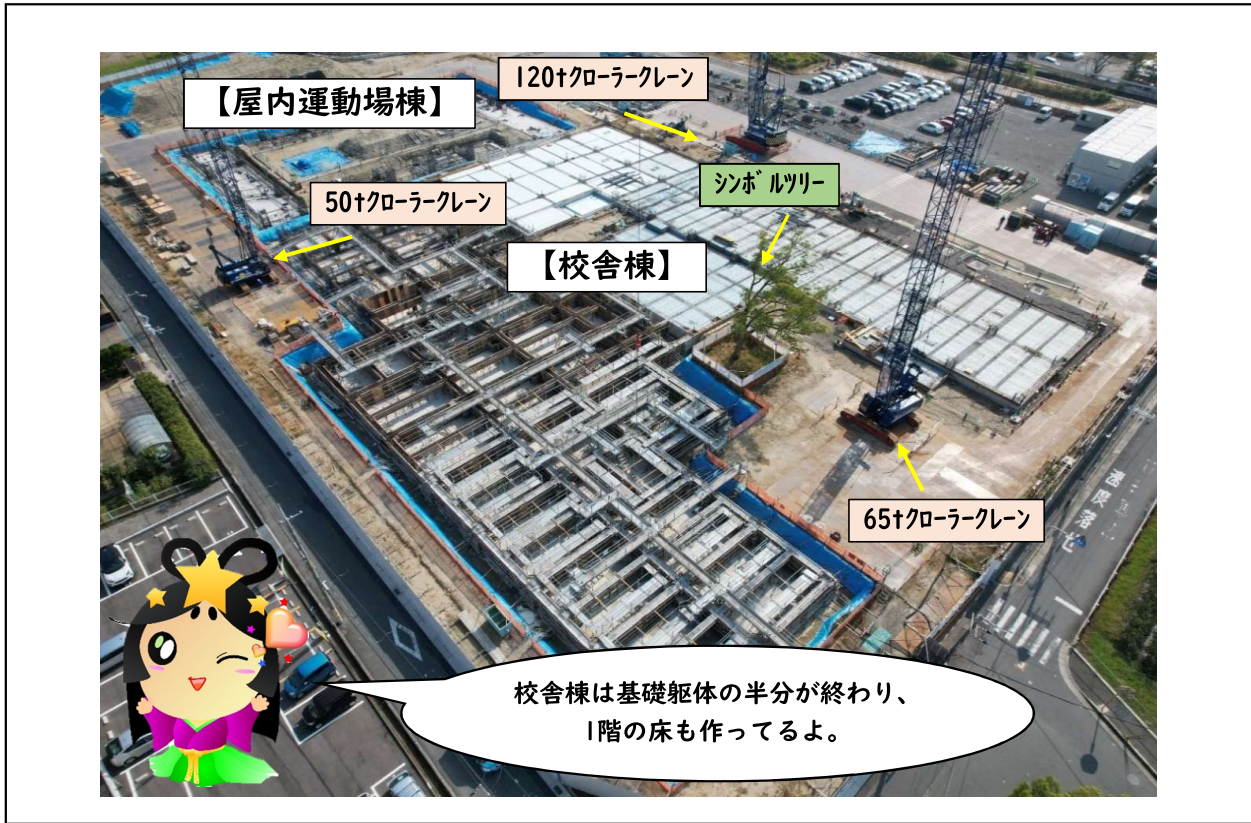 【屋内運動場棟】
120tクローラークレーン
50tクローラークレーン
シンボルツリー
【校舎棟】
65tクローラークレーン
速度落せ
校舎棟は基礎躯体の半分が終わり、
1階の床も作ってるよ。